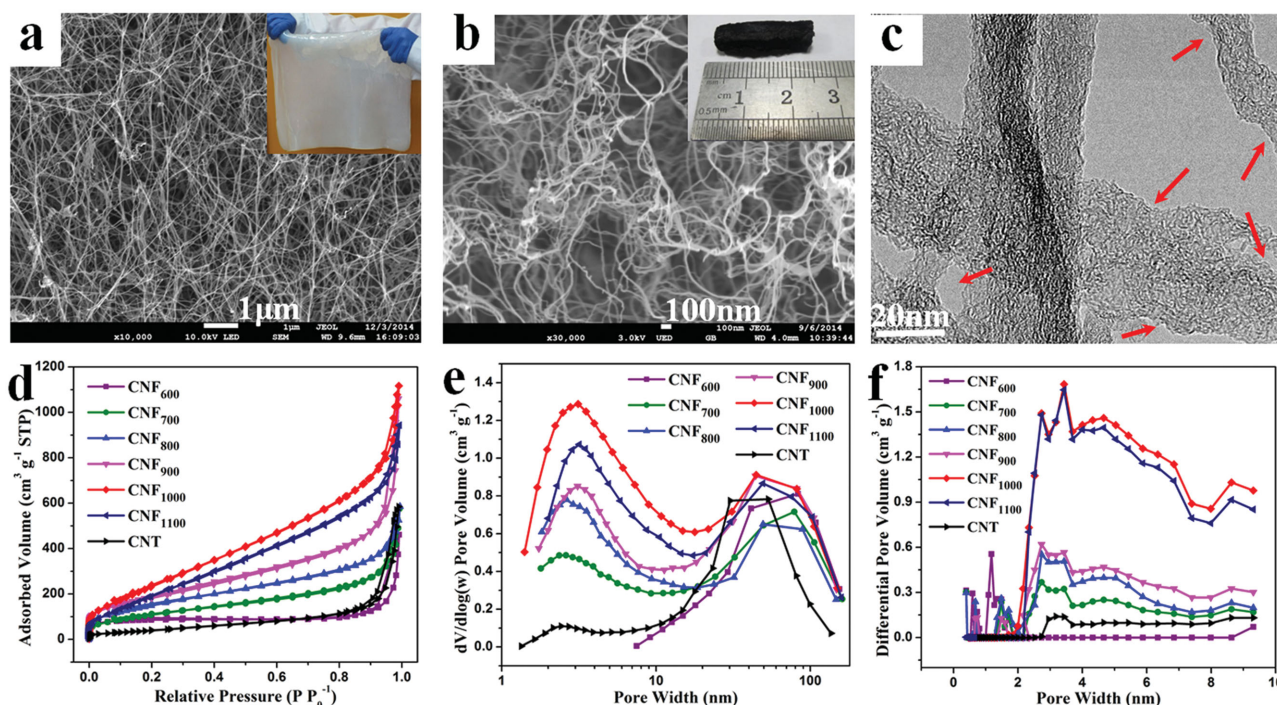 a
1μm
1μm JEOL 12/3/2014
x10,000 10.0kV LED SEM WD 9.6mm 16:09:03
b
cm 1 2 3
0.5mm
100nm
100nm JEOL 9/6/2014
x30,000 3.0kV UED GB WD 4.0mm 10:39:44
c
20nm
d
Adsorbed Volume (cm³ g⁻¹ STP)
1200
1000
800
600
400
200
0
CNF₆₀₀
CNF₇₀₀
CNF₈₀₀
CNF₉₀₀
CNF₁₀₀₀
CNF₁₁₀₀
CNT
0.0 0.2 0.4 0.6 0.8 1.0
Relative Pressure (P P₀⁻¹)
e
dV/dlog(w) Pore Volume (cm³ g⁻¹)
1.4
1.2
1.0
0.8
0.6
0.4
0.2
0.0
CNF₆₀₀ CNF₉₀₀
CNF₇₀₀ CNF₁₀₀₀
CNF₈₀₀ CNF₁₁₀₀
CNT
1 10 100
Pore Width (nm)
f
Differential Pore Volume (cm³ g⁻¹)
1.8
1.5
1.2
0.9
0.6
0.3
0.0
CNF₆₀₀
CNF₇₀₀
CNF₈₀₀
CNF₉₀₀
CNF₁₀₀₀
CNF₁₁₀₀
CNT
0 2 4 6 8 10
Pore Width (nm)